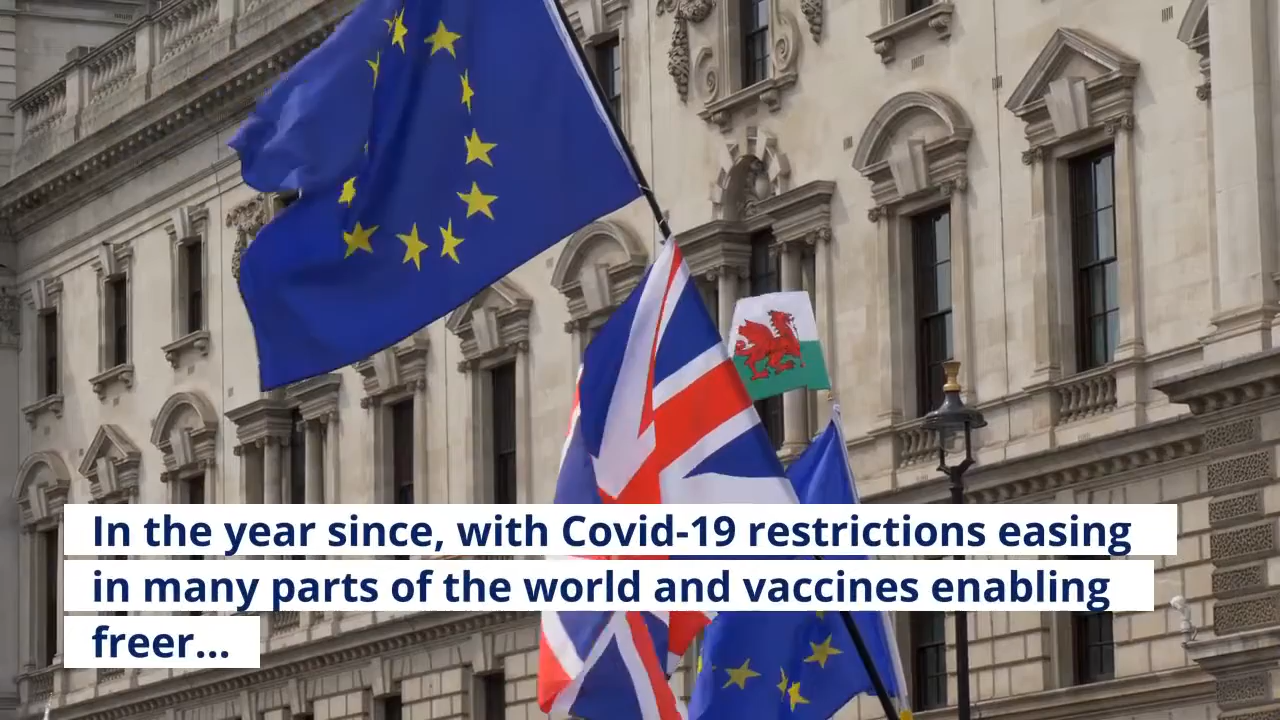 In the year since, with Covid-19 restrictions easing
in many parts of the world and vaccines enabling
freer...